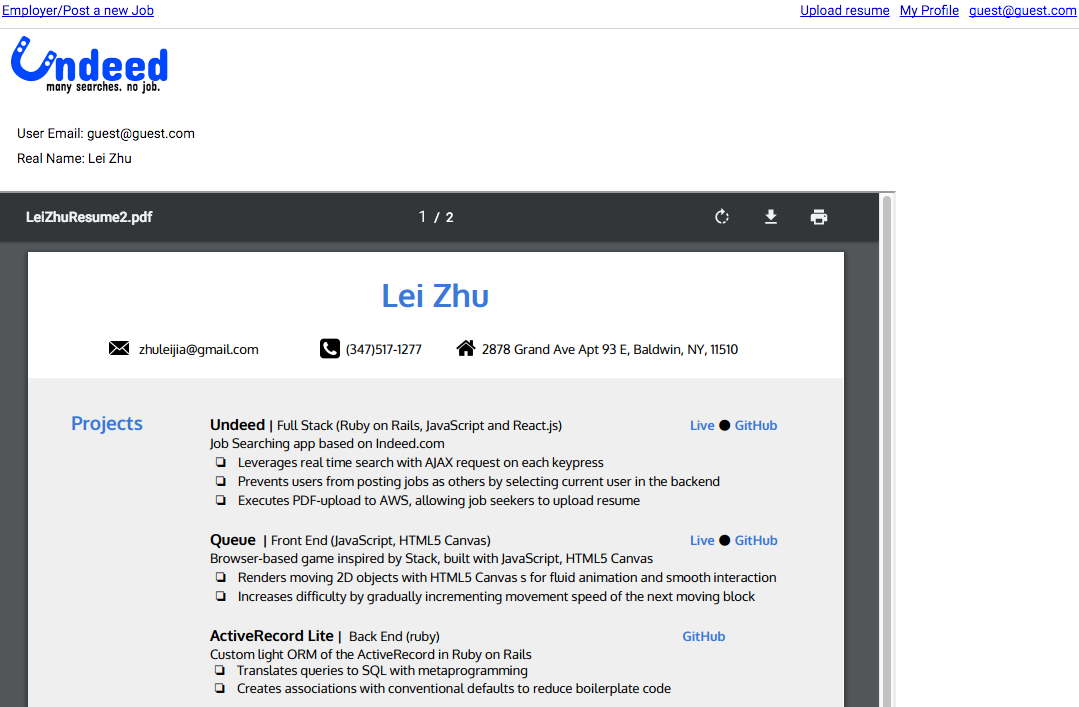 Employer/Post a new Job
Upload resume My Profile guest@guest.com
Undeed
many searches. no job.
User Email: guest@guest.com
Real Name: Lei Zhu
LeiZhuResume2.pdf 1 / 2
Lei Zhu
zhuleijia@gmail.com (347)517-1277 2878 Grand Ave Apt 93 E, Baldwin, NY, 11510
Projects
Undeed | Full Stack (Ruby on Rails, JavaScript and React.js) Live ● GitHub
Job Searching app based on Indeed.com
❏ Leverages real time search with AJAX request on each keypress
❏ Prevents users from posting jobs as others by selecting current user in the backend
❏ Executes PDF-upload to AWS, allowing job seekers to upload resume
Queue | Front End (JavaScript, HTML5 Canvas) Live ● GitHub
Browser-based game inspired by Stack, built with JavaScript, HTML5 Canvas
❏ Renders moving 2D objects with HTML5 Canvas s for fluid animation and smooth interaction
❏ Increases difficulty by gradually incrementing movement speed of the next moving block
ActiveRecord Lite | Back End (ruby) GitHub
Custom light ORM of the ActiveRecord in Ruby on Rails
❏ Translates queries to SQL with metaprogramming
❏ Creates associations with conventional defaults to reduce boilerplate code